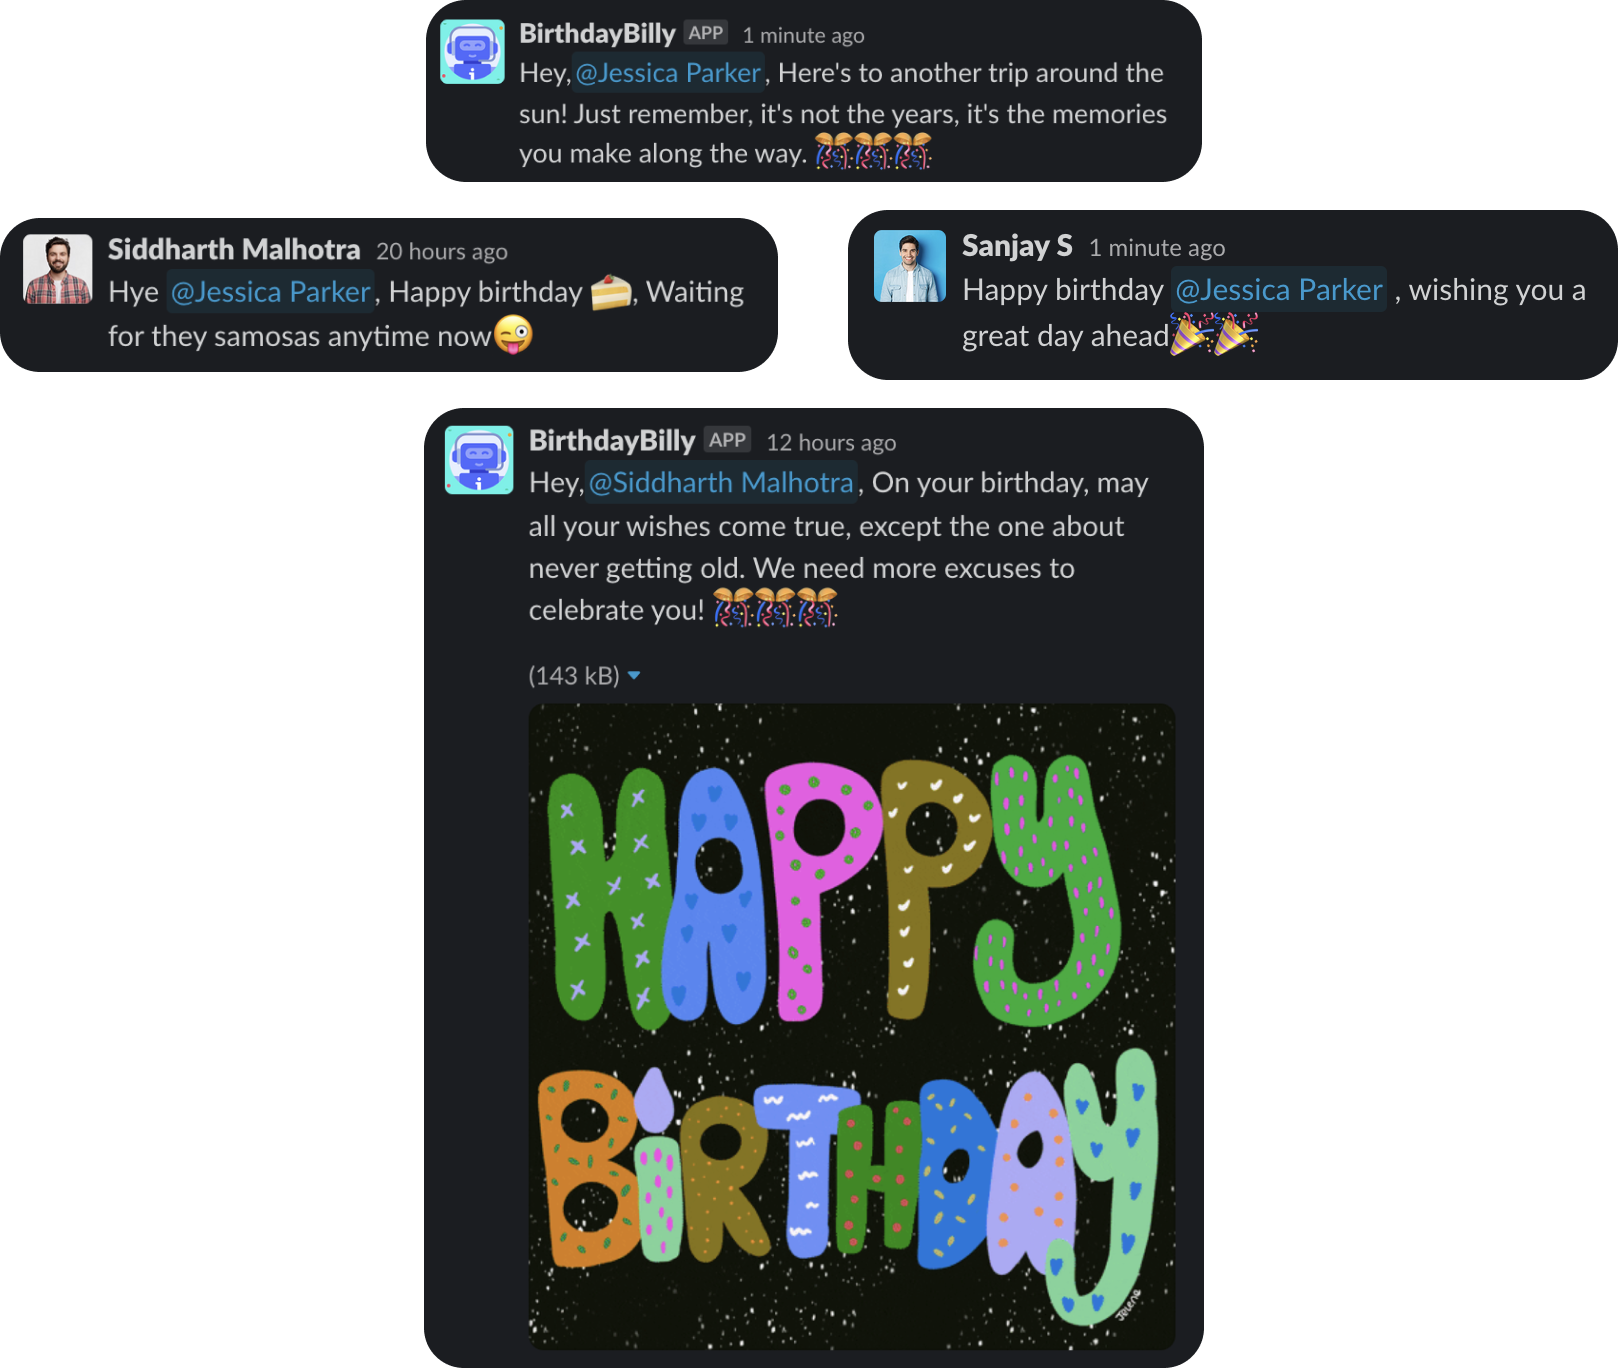 BirthdayBilly APP 1 minute ago
Hey, @Jessica Parker, Here's to another trip around the
sun! Just remember, it's not the years, it's the memories
you make along the way. 🎊🎊🎊
Siddharth Malhotra 20 hours ago
Hye @Jessica Parker, Happy birthday 🍰, Waiting
for they samosas anytime now😜
Sanjay S 1 minute ago
Happy birthday @Jessica Parker , wishing you a
great day ahead🎉🎉
BirthdayBilly APP 12 hours ago
Hey, @Siddharth Malhotra, On your birthday, may
all your wishes come true, except the one about
never getting old. We need more excuses to
celebrate you! 🎊🎊🎊
(143 kB)
HAPPY
BiRTHDAY
Jelene